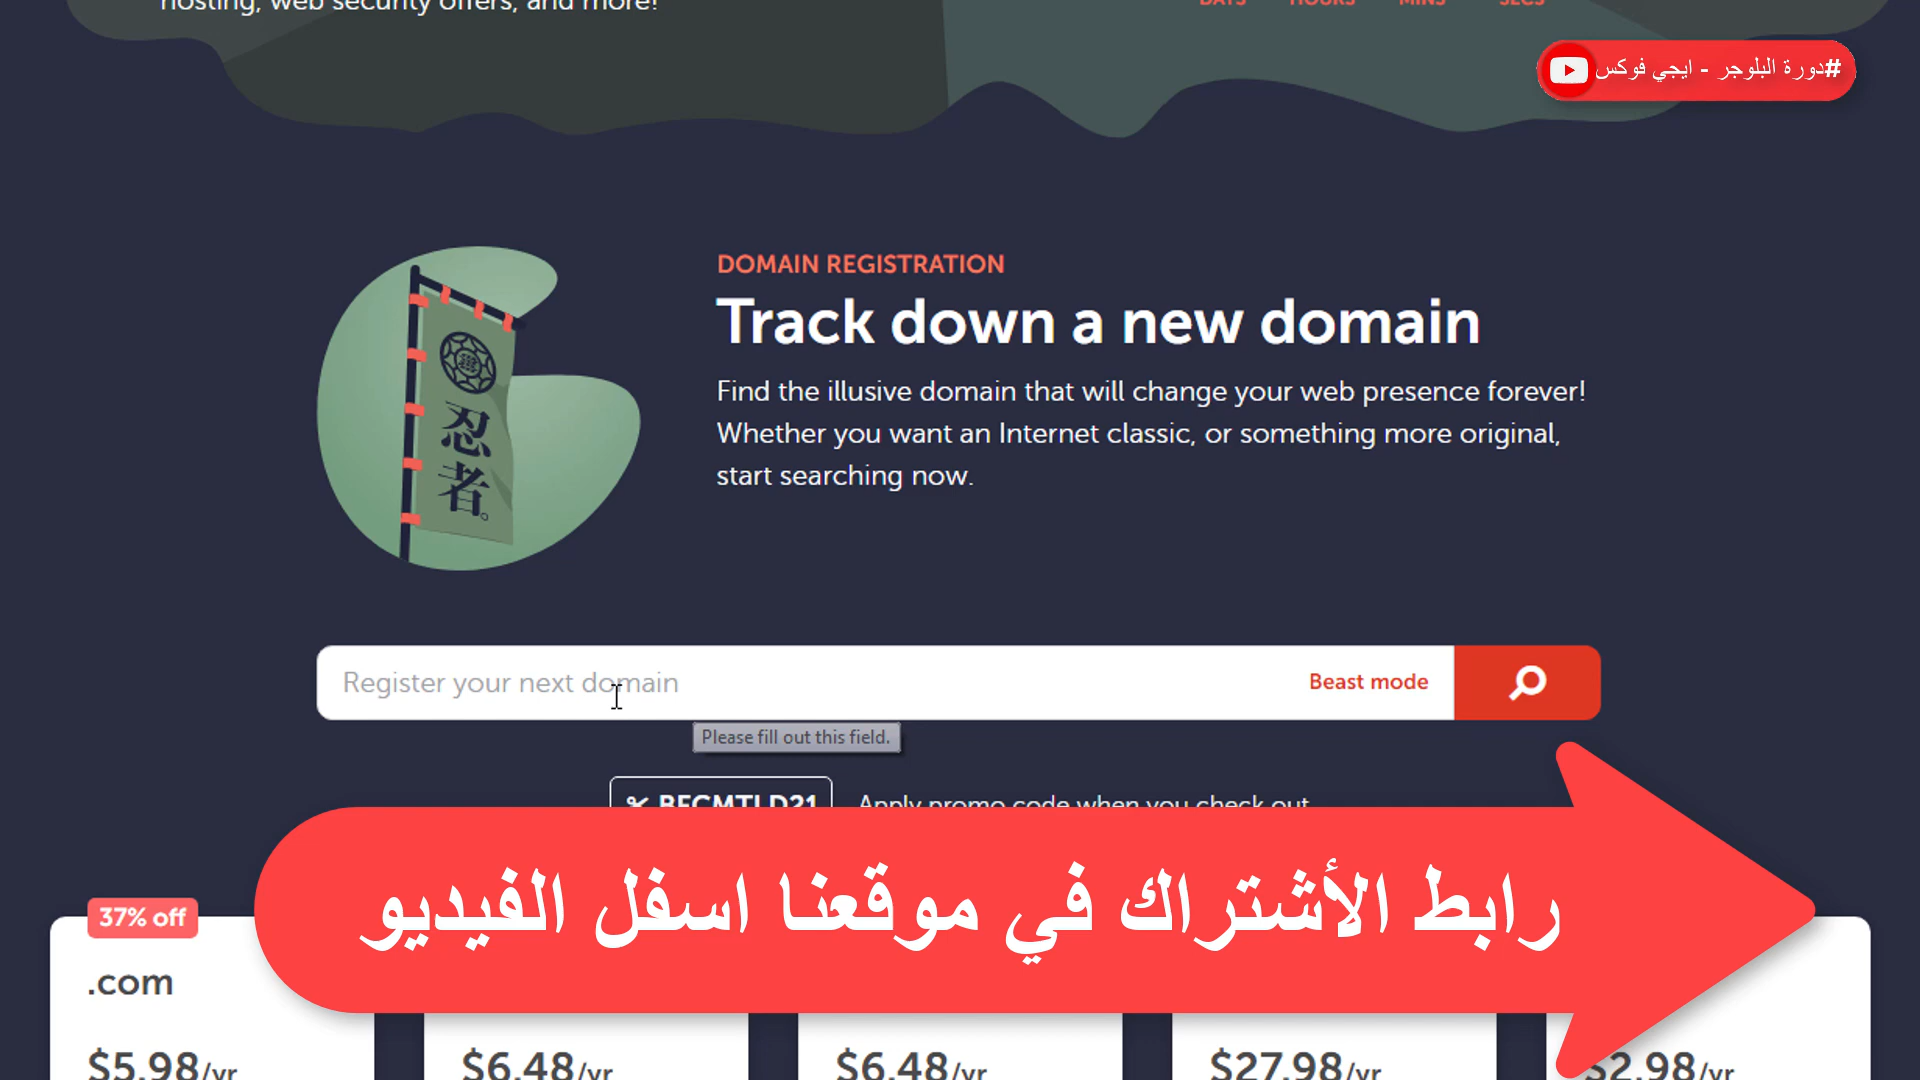 hosting, web security offers, and more!
DAYS HOURS MINS SECS
#دورة البلوجر - ايجي فوكس
DOMAIN REGISTRATION
Track down a new domain
Find the illusive domain that will change your web presence forever!
Whether you want an Internet classic, or something more original,
start searching now.
忍者。
Register your next domain
Beast mode
Please fill out this field.
BFCMTLD21
Apply promo code when you check out
رابط الأشتراك في موقعنا اسفل الفيديو
37% off
.com
$5.98/yr
$6.48/yr
$6.48/yr
$27.98/yr
$2.98/yr